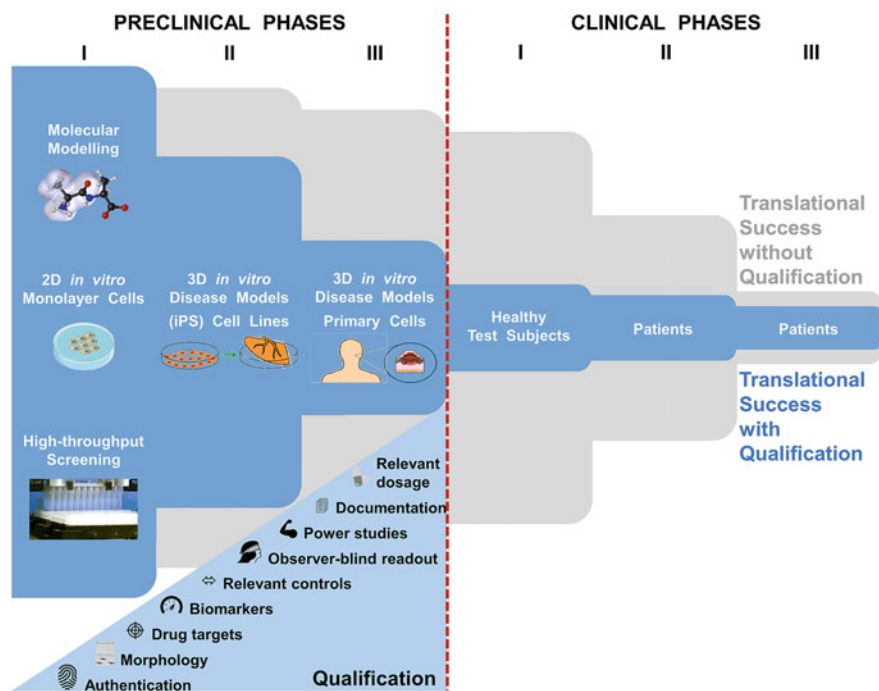 PRECLINICAL PHASES
CLINICAL PHASES
I
II
III
I
II
III
Molecular
Modelling
2D in vitro
Monolayer Cells
3D in vitro
Disease Models
(iPS) Cell Lines
3D in vitro
Disease Models
Primary Cells
High-throughput
Screening
Healthy
Test Subjects
Patients
Patients
Translational
Success
without
Qualification
Translational
Success
with
Qualification
Relevant
dosage
Documentation
Power studies
Observer-blind readout
Relevant controls
Biomarkers
Drug targets
Morphology
Authentication
Qualification